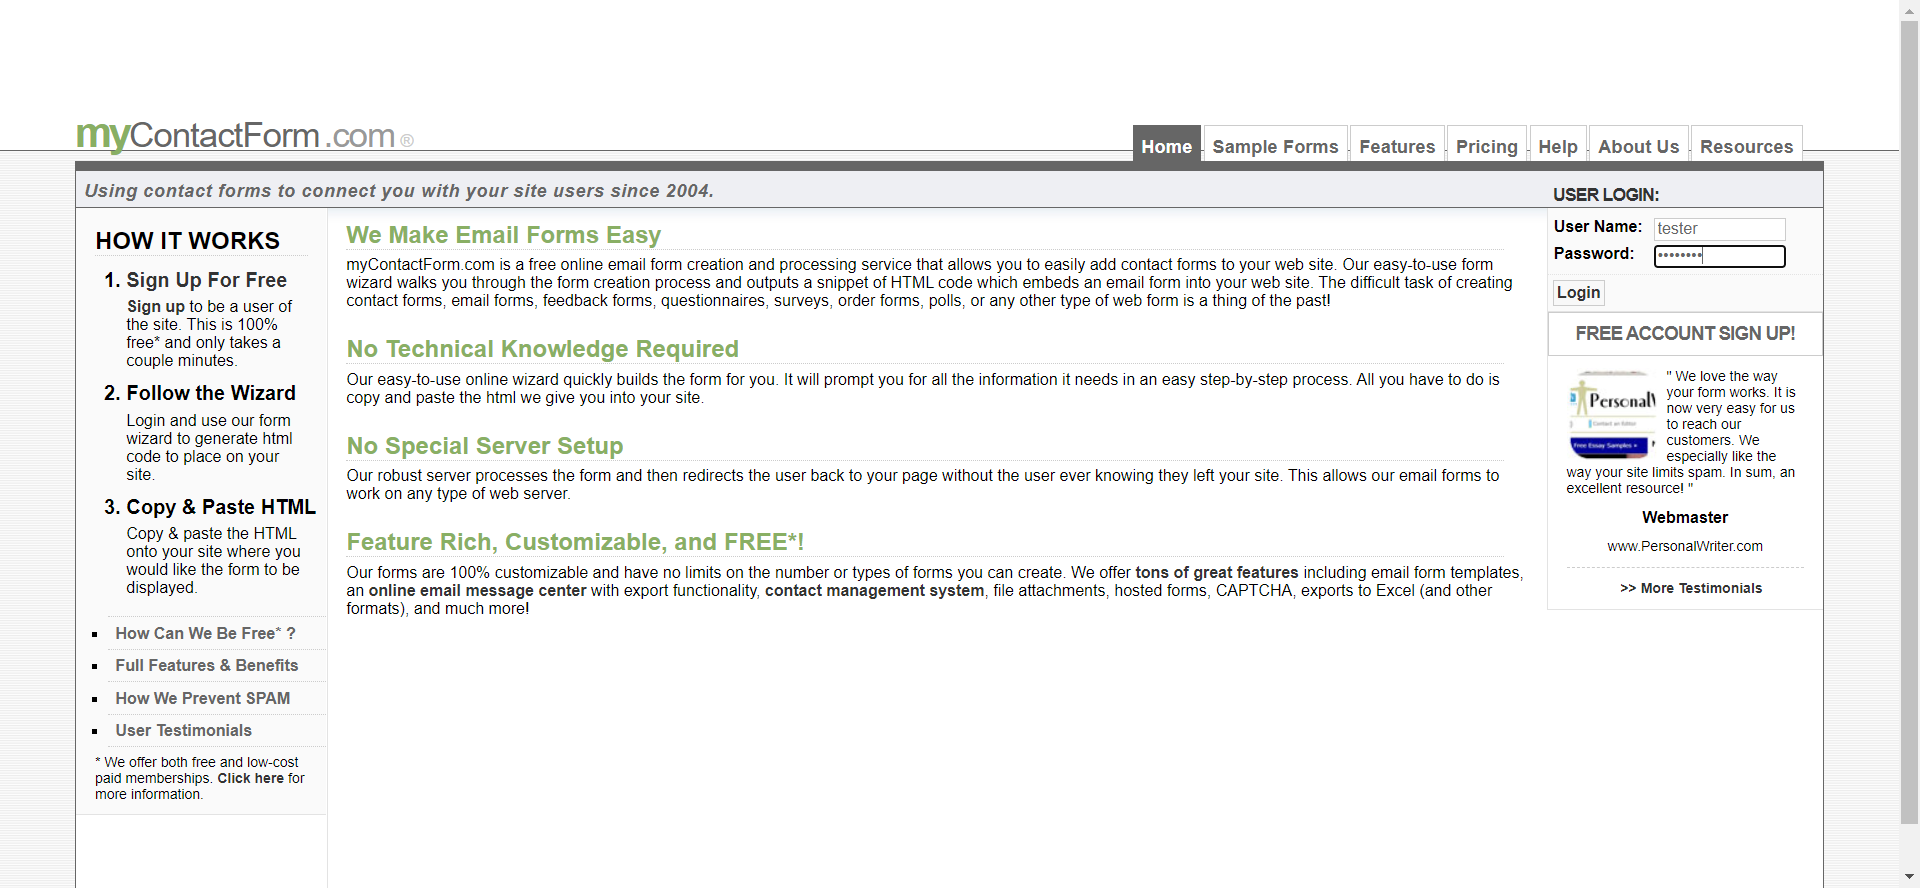 myContactForm.com ®
Home Sample Forms Features Pricing Help About Us Resources
Using contact forms to connect you with your site users since 2004.
HOW IT WORKS
1. Sign Up For Free
Sign up to be a user of
the site. This is 100%
free* and only takes a
couple minutes.
2. Follow the Wizard
Login and use our form
wizard to generate html
code to place on your
site.
3. Copy & Paste HTML
Copy & paste the HTML
onto your site where you
would like the form to be
displayed.
How Can We Be Free* ?
Full Features & Benefits
How We Prevent SPAM
User Testimonials
* We offer both free and low-cost
paid memberships. Click here for
more information.
We Make Email Forms Easy
myContactForm.com is a free online email form creation and processing service that allows you to easily add contact forms to your web site. Our easy-to-use form
wizard walks you through the form creation process and outputs a snippet of HTML code which embeds an email form into your web site. The difficult task of creating
contact forms, email forms, feedback forms, questionnaires, surveys, order forms, polls, or any other type of web form is a thing of the past!
No Technical Knowledge Required
Our easy-to-use online wizard quickly builds the form for you. It will prompt you for all the information it needs in an easy step-by-step process. All you have to do is
copy and paste the html we give you into your site.
No Special Server Setup
Our robust server processes the form and then redirects the user back to your page without the user ever knowing they left your site. This allows our email forms to
work on any type of web server.
Feature Rich, Customizable, and FREE*!
Our forms are 100% customizable and have no limits on the number or types of forms you can create. We offer tons of great features including email form templates,
an online email message center with export functionality, contact management system, file attachments, hosted forms, CAPTCHA, exports to Excel (and other
formats), and much more!
USER LOGIN:
User Name: tester
Password: ••••••••
Login
FREE ACCOUNT SIGN UP!
Personal
Contact an Editor
Free Essay Samples »
" We love the way
your form works. It is
now very easy for us
to reach our
customers. We
especially like the
way your site limits spam. In sum, an
excellent resource! "
Webmaster
www.PersonalWriter.com
>> More Testimonials